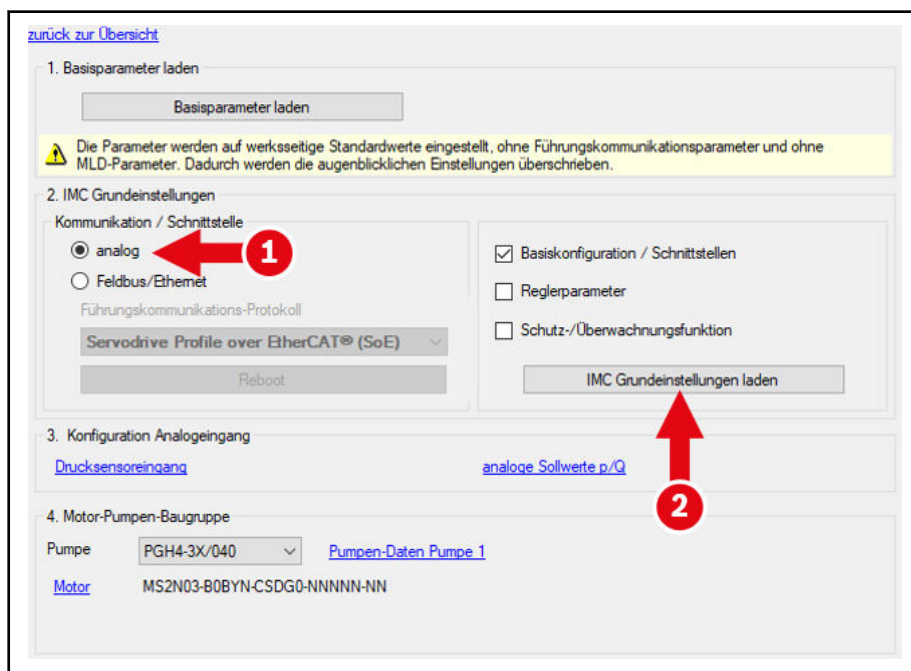 zurück zur Übersicht
1. Basisparameter laden
Basisparameter laden
Die Parameter werden auf werksseitige Standardwerte eingestellt, ohne Führungskommunikationsparameter und ohne
MLD-Parameter. Dadurch werden die augenblicklichen Einstellungen überschrieben.
2. IMC Grundeinstellungen
Kommunikation / Schnittstelle
analog
1
Feldbus/Ethernet
Führungskommunikations-Protokoll
Servodrive Profile over EtherCAT® (SoE)
Reboot
Basiskonfiguration / Schnittstellen
Reglerparameter
Schutz-/Überwachungsfunktion
IMC Grundeinstellungen laden
2
3. Konfiguration Analogeingang
Drucksensoreingang
analoge Sollwerte p/Q
4. Motor-Pumpen-Baugruppe
Pumpe PGH4-3X/040 Pumpen-Daten Pumpe 1
Motor MS2N03-B0BYN-CSDG0-NNNNN-NN